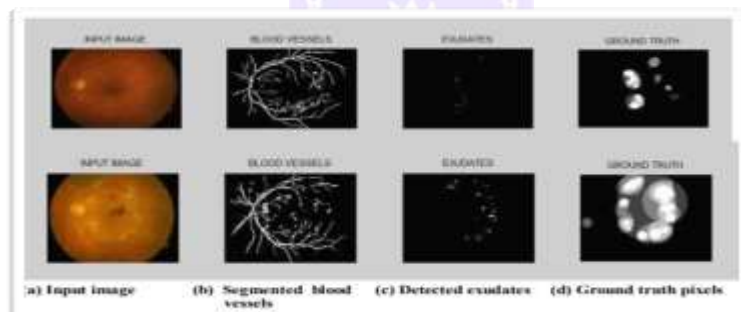 INPUT IMAGE BLOOD VESSELS EXUDATES GROUND TRUTH
INPUT IMAGE BLOOD VESSELS EXUDATES GROUND TRUTH
(a) Input image (b) Segmented blood vessels (c) Detected exudates (d) Ground truth pixels